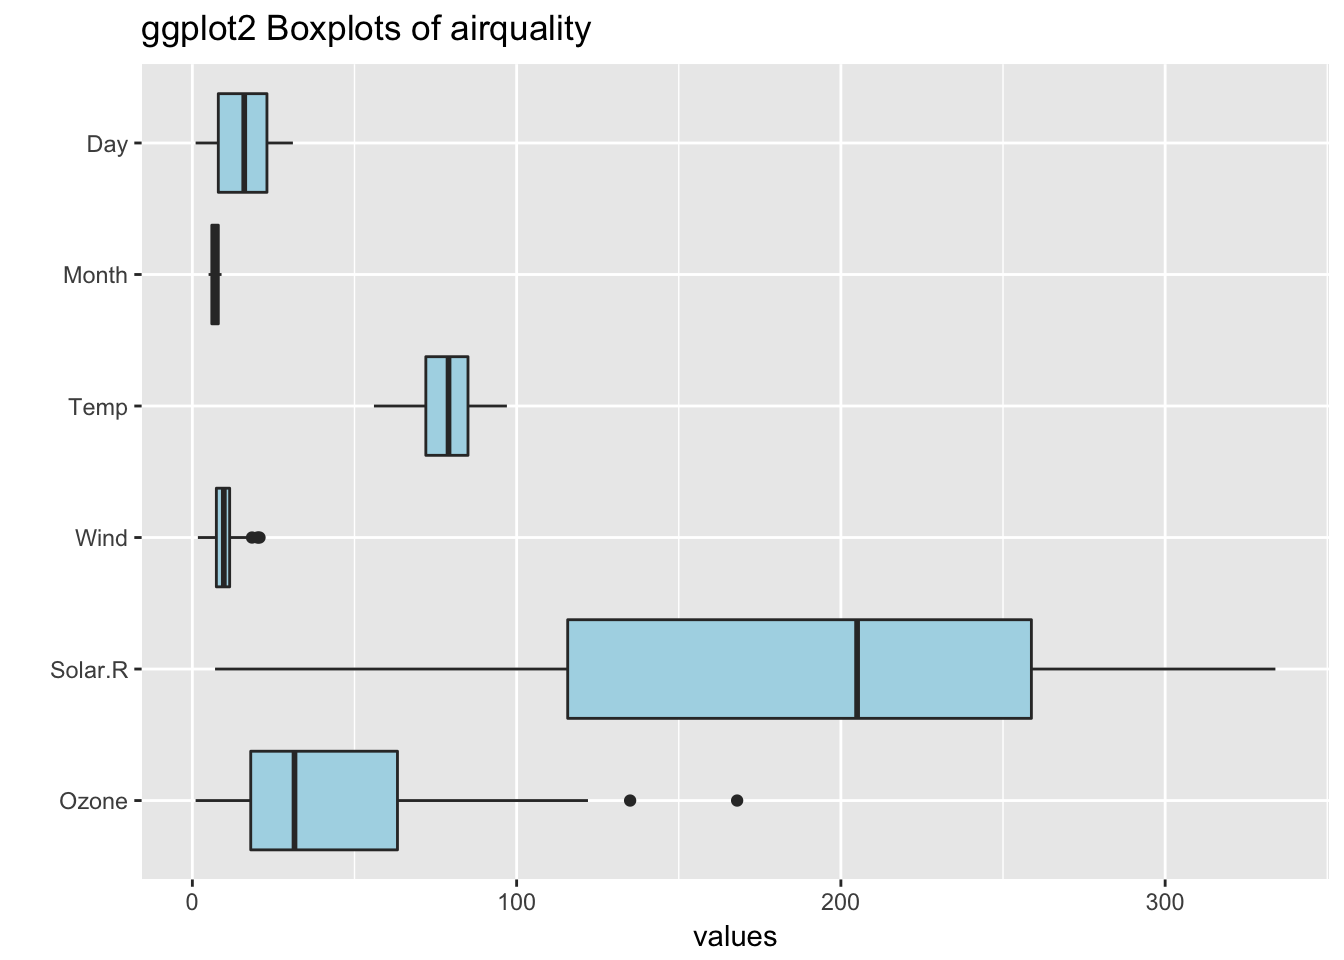 ggplot2 Boxplots of airquality
Day
Month
Temp
Wind
Solar.R
Ozone
0 100 200 300
values